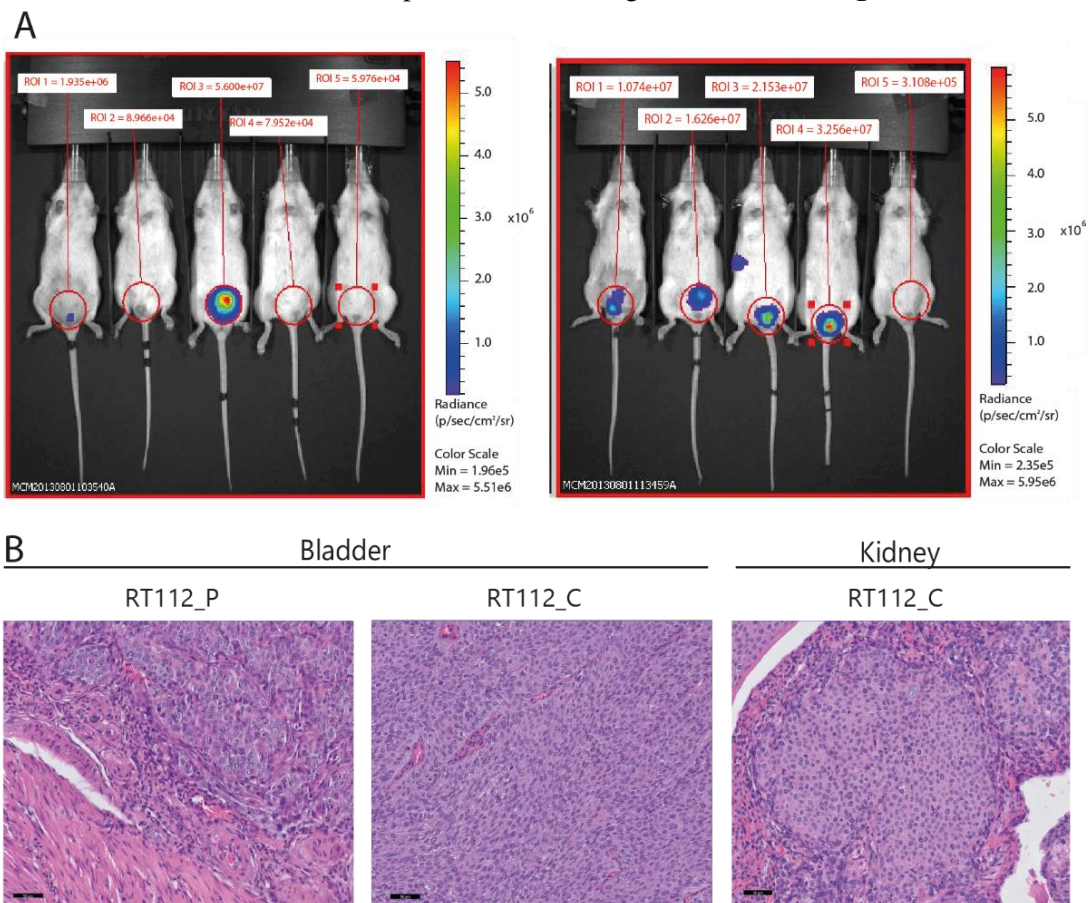 A
ROI 1 = 1.935e+06
ROI 2 = 8.966e+04
ROI 3 = 5.600e+07
ROI 4 = 7.952e+04
ROI 5 = 5.976e+04
MCM20130801103540A
5.0
4.0
3.0
x10⁶
2.0
1.0
Radiance
(p/sec/cm²/sr)
Color Scale
Min = 1.96e5
Max = 5.51e6
ROI 1 = 1.074e+07
ROI 2 = 1.626e+07
ROI 3 = 2.153e+07
ROI 4 = 3.256e+07
ROI 5 = 3.108e+05
MCM20130801113459A
5.0
4.0
3.0
x10⁶
2.0
1.0
Radiance
(p/sec/cm²/sr)
Color Scale
Min = 2.35e5
Max = 5.95e6
B
Bladder
Kidney
RT112_P
RT112_C
RT112_C